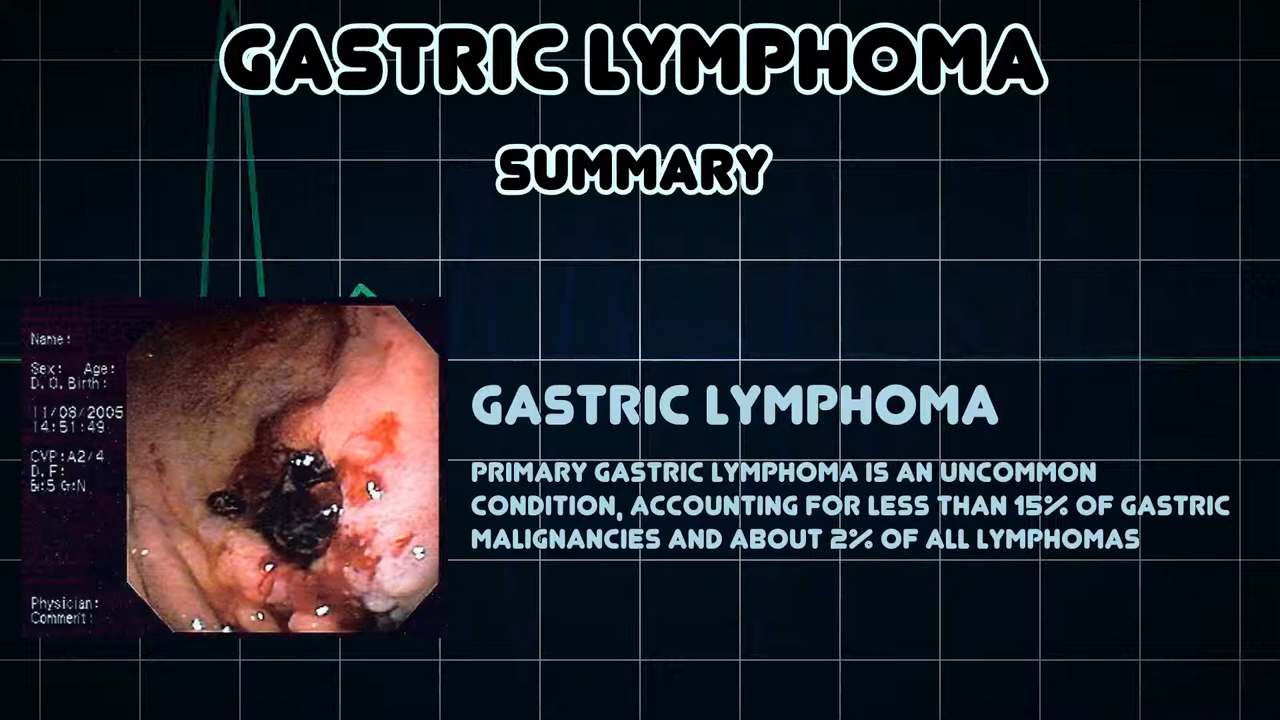 GASTRIC LYMPHOMA
SUMMARY
Name:
Sex: Age:
D.O.Birth:
11/08/2005
14:51:49
CVP:A2/4
D.F:
E:5 G:N
Physician:
Comment:
GASTRIC LYMPHOMA
PRIMARY GASTRIC LYMPHOMA IS AN UNCOMMON
CONDITION, ACCOUNTING FOR LESS THAN 15% OF GASTRIC
MALIGNANCIES AND ABOUT 2% OF ALL LYMPHOMAS